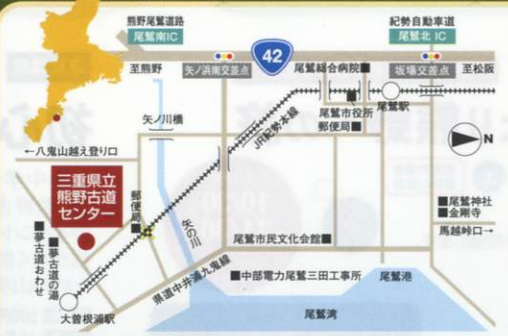 熊野尾鷲道路
尾鷲南IC
紀勢自動車道
尾鷲北IC
42
至熊野
矢ノ浜南交差点
尾鷲総合病院■
坂場交差点
至松阪
尾鷲市役所
郵便局■
尾鷲駅
矢ノ川橋
JR紀勢本線
N
←八鬼山越え登り口
三重県立
熊野古道
センター
郵便局■
矢の川
■尾鷲神社
■金剛寺
馬越峠口→
尾鷲市民文化会館■
■夢古道の湯
■夢古道おわせ
県道中井浦九鬼線
■中部電力尾鷲三田工事所
尾鷲港
大曽根浦駅
尾鷲湾